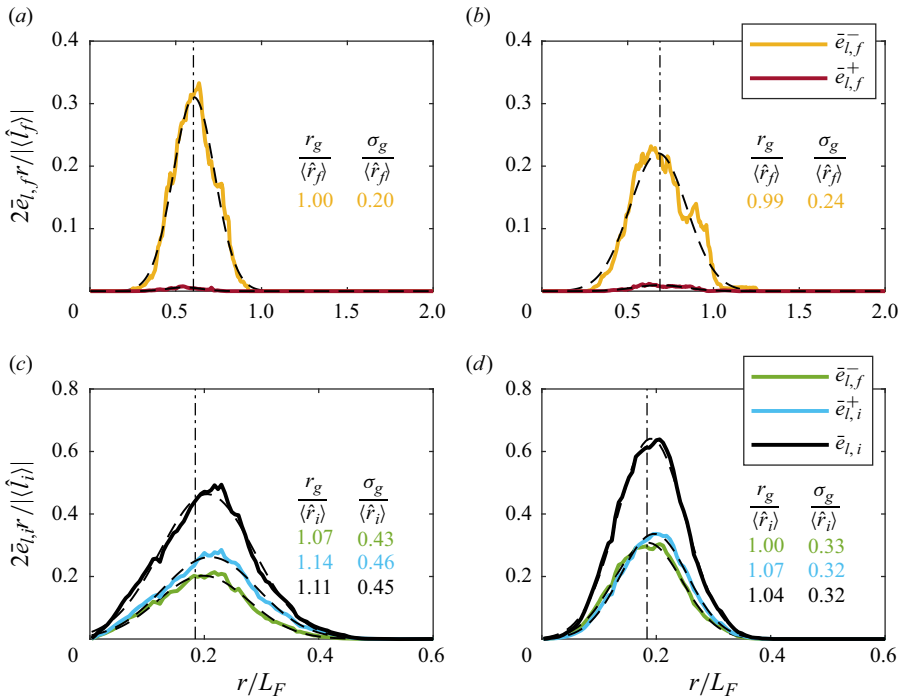 (a)
0.4
0.3
0.2
0.1
0
0.5
1.0
1.5
2.0
2ē_{l,f} r/|⟨l̂_f⟩|
r_g/⟨r̂_f⟩ σ_g/⟨r̂_f⟩
1.00 0.20
(b)
0.4
0.3
0.2
0.1
0
0.5
1.0
1.5
2.0
ē⁻_{l,f}
ē⁺_{l,f}
r_g/⟨r̂_f⟩ σ_g/⟨r̂_f⟩
0.99 0.24
(c)
0.8
0.6
0.4
0.2
0
0.2
0.4
0.6
2ē_{l,i} r/|⟨l̂_i⟩|
r_g/⟨r̂_i⟩ σ_g/⟨r̂_i⟩
1.07 0.43
1.14 0.46
1.11 0.45
r/L_F
(d)
0.8
0.6
0.4
0.2
0
0.2
0.4
0.6
ē⁻_{l,f}
ē⁺_{l,i}
ē_{l,i}
r_g/⟨r̂_i⟩ σ_g/⟨r̂_i⟩
1.00 0.33
1.07 0.32
1.04 0.32
r/L_F